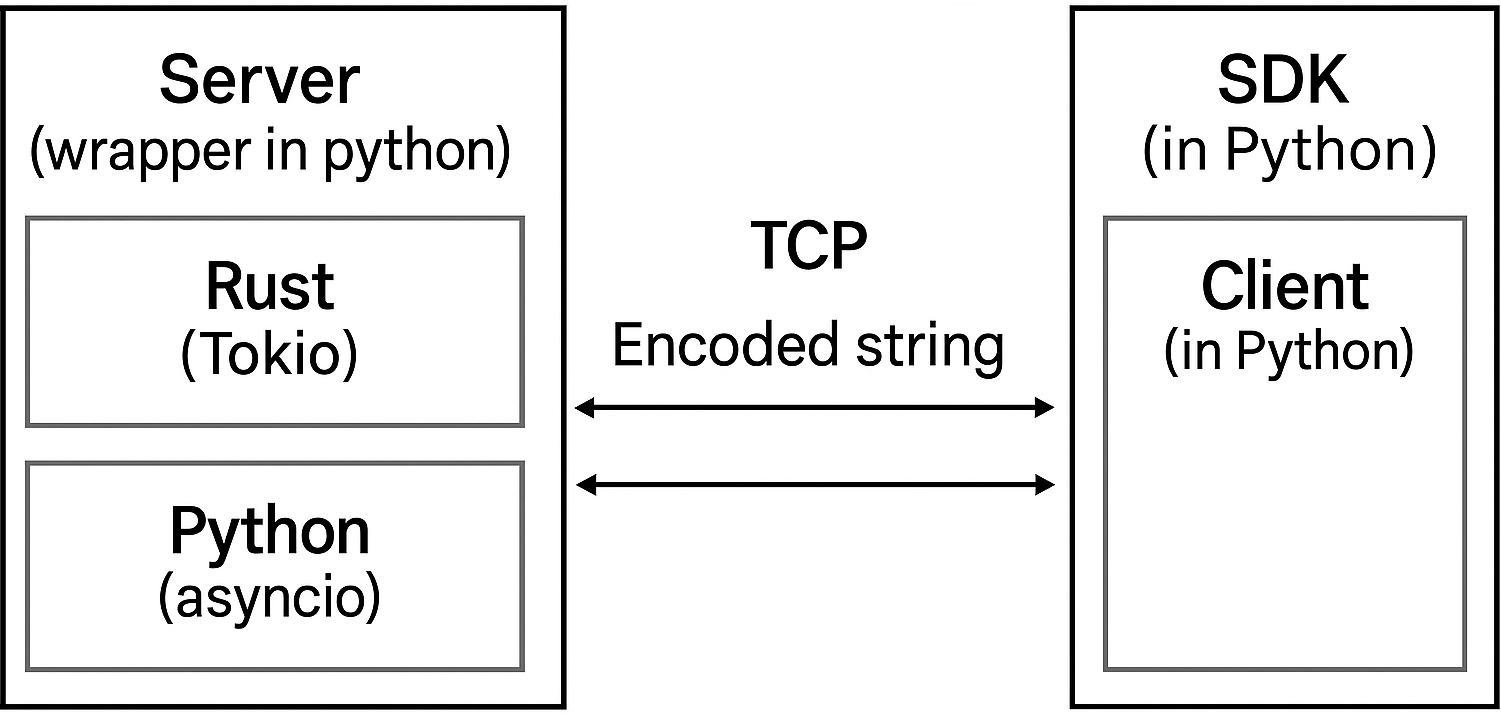 Server
(wrapper in python)
Rust
(Tokio)
Python
(asyncio)
TCP
Encoded string
SDK
(in Python)
Client
(in Python)